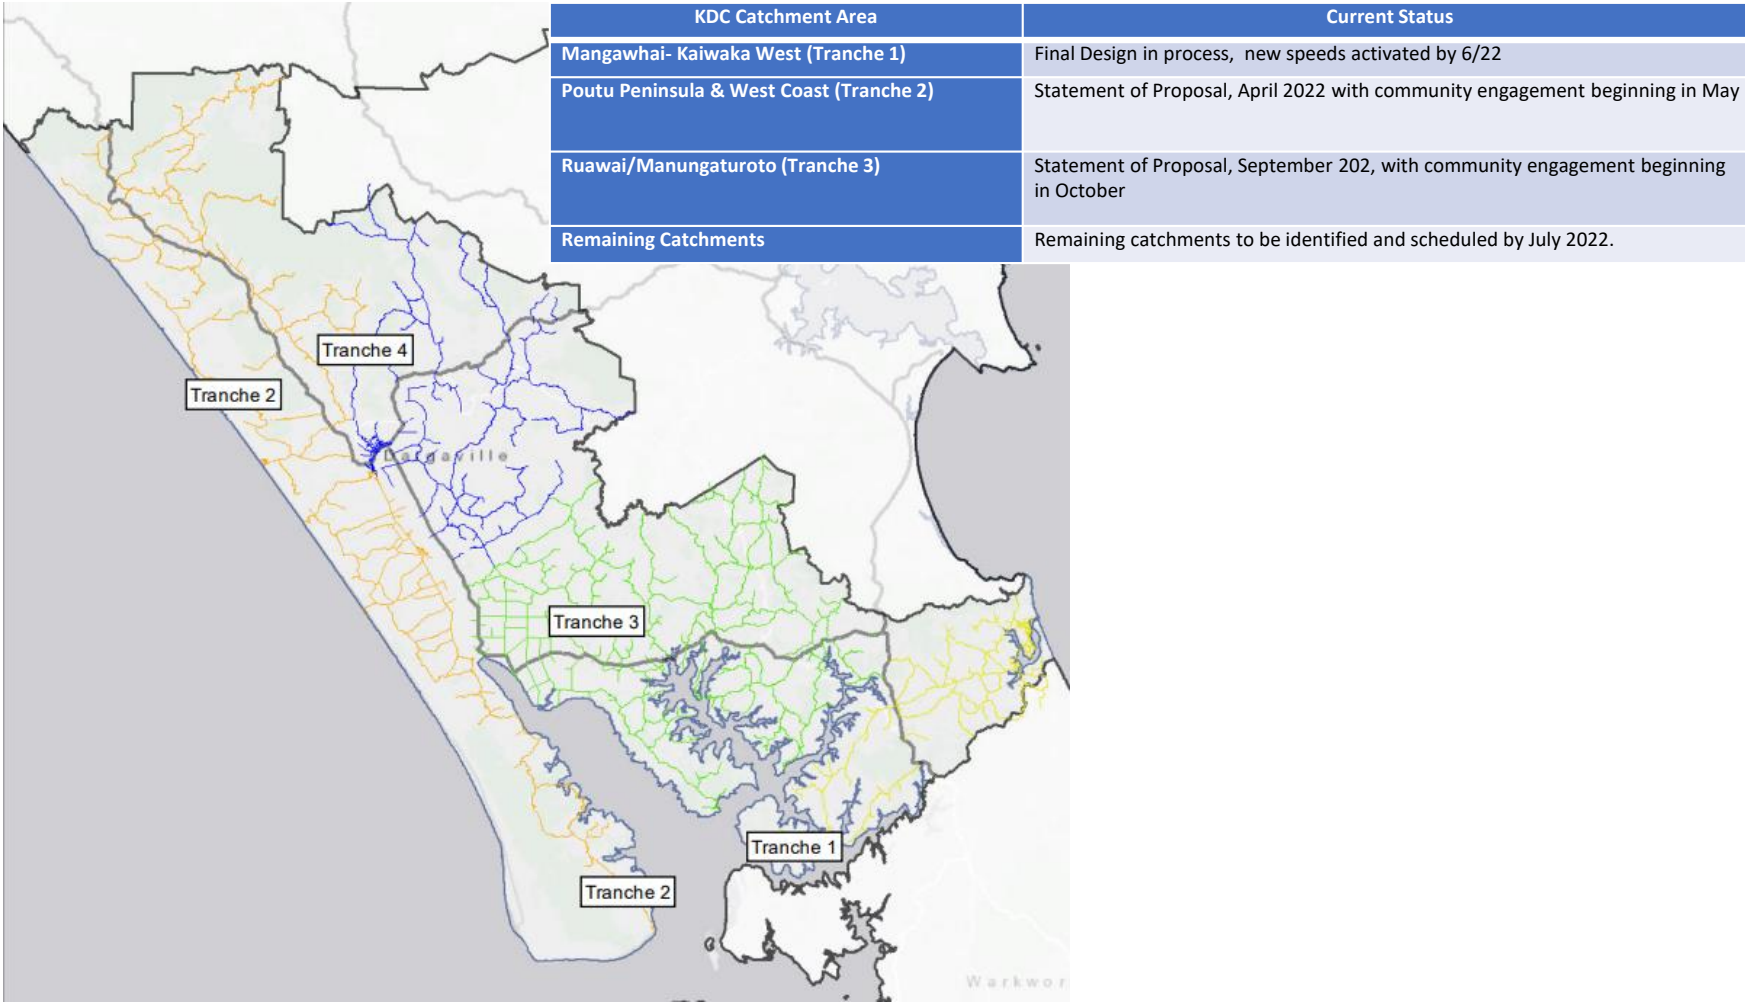 KDC Catchment Area
Current Status
Mangawhai- Kaiwaka West (Tranche 1)
Final Design in process,  new speeds activated by 6/22
Poutu Peninsula & West Coast (Tranche 2)
Statement of Proposal, April 2022 with community engagement beginning in May
Ruawai/Manungaturoto (Tranche 3)
Statement of Proposal, September 202, with community engagement beginning
in October
Remaining Catchments
Remaining catchments to be identified and scheduled by July 2022.
Tranche 4
Tranche 2
Dargaville
Tranche 3
Tranche 1
Tranche 2
Warkwor